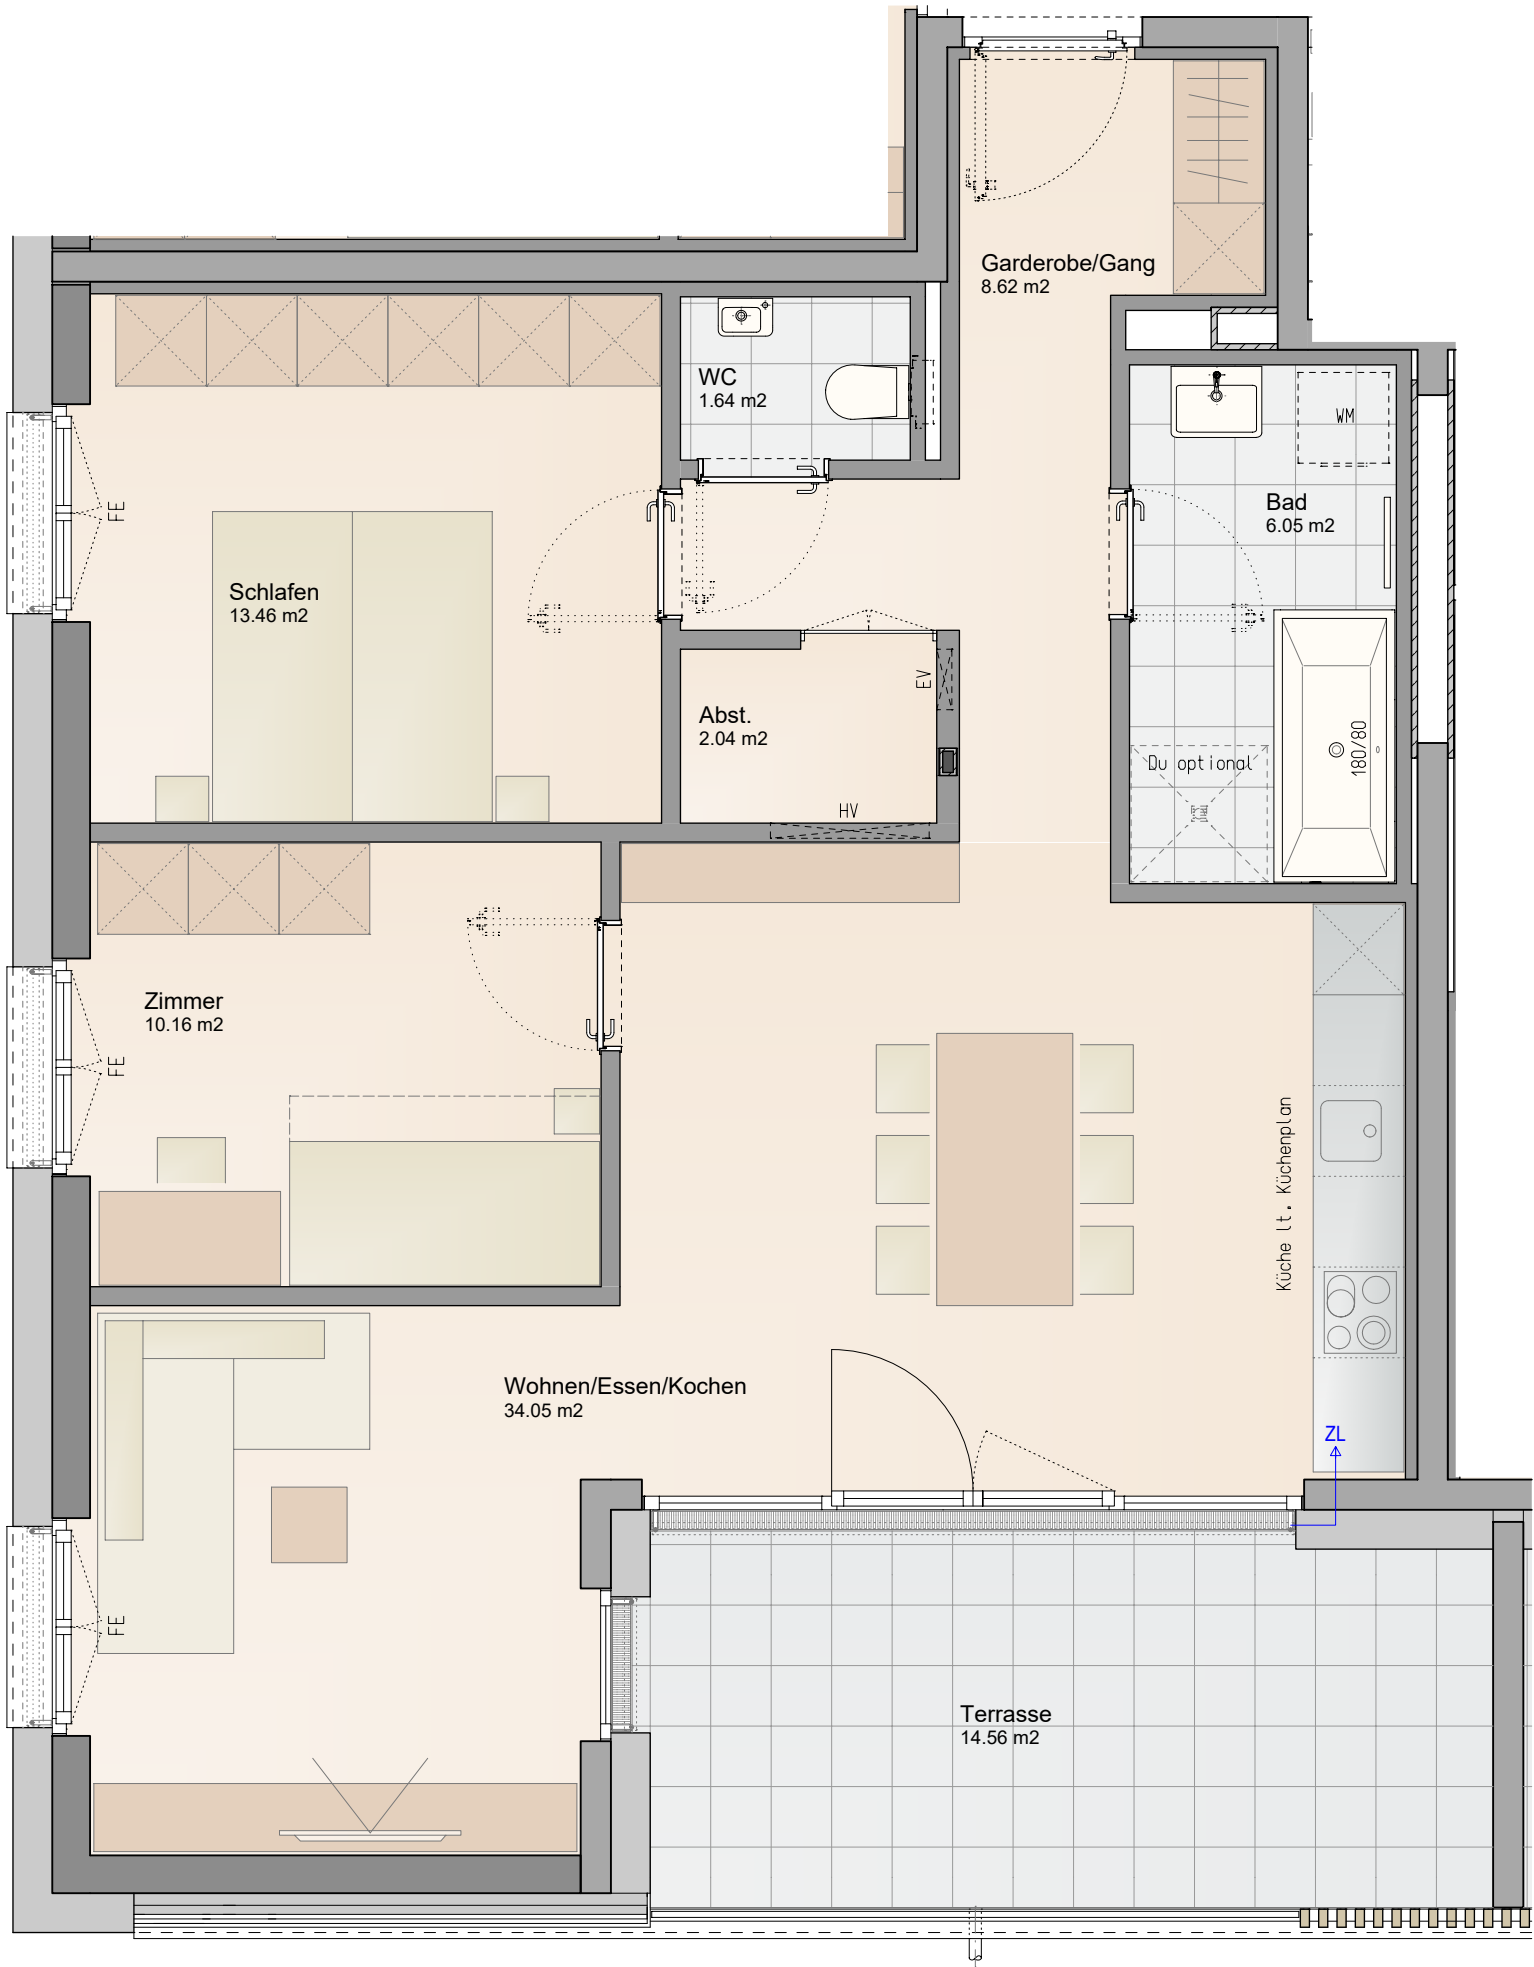 Garderobe/Gang
8.62 m2
WC
1.64 m2
WM
Bad
6.05 m2
FE
Schlafen
13.46 m2
EV
Abst.
2.04 m2
180/80
Du optional
HV
Zimmer
10.16 m2
FE
Küche lt. Küchenplan
Wohnen/Essen/Kochen
34.05 m2
ZL
FE
Terrasse
14.56 m2